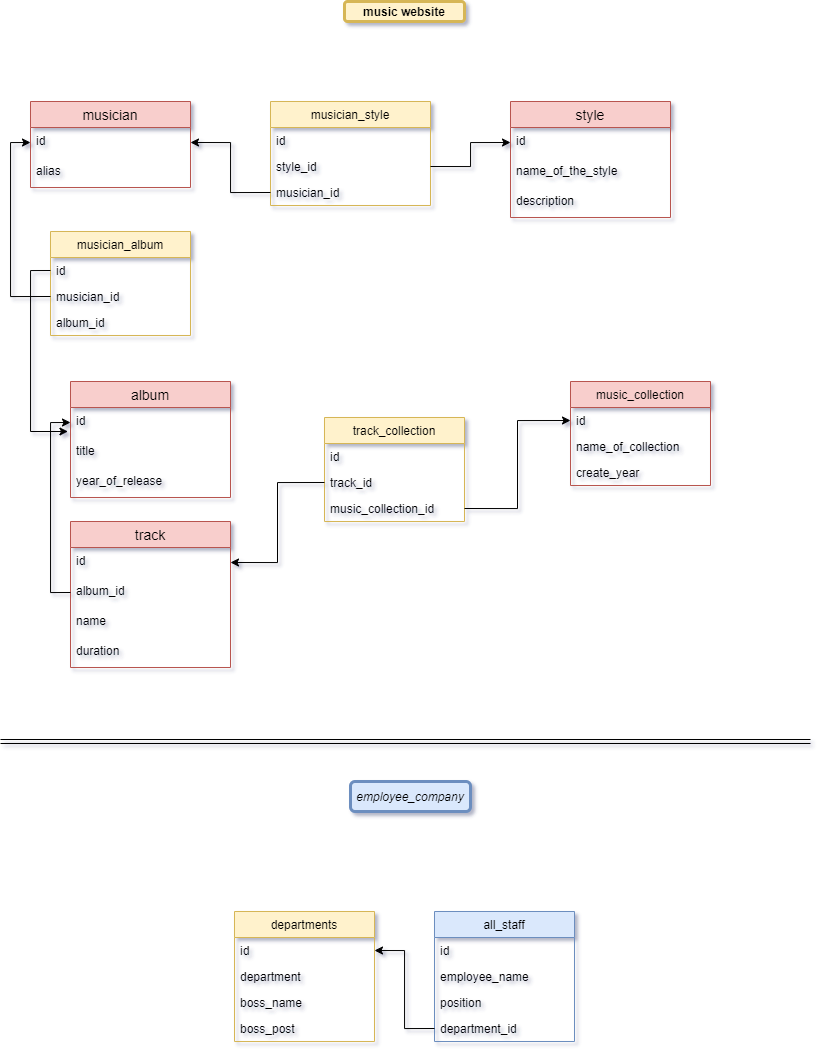 music website
musician
id
alias
musician_style
id
style_id
musician_id
style
id
name_of_the_style
description
musician_album
id
musician_id
album_id
album
id
title
year_of_release
track_collection
id
track_id
music_collection_id
music_collection
id
name_of_collection
create_year
track
id
album_id
name
duration
employee_company
departments
id
department
boss_name
boss_post
all_staff
id
employee_name
position
department_id